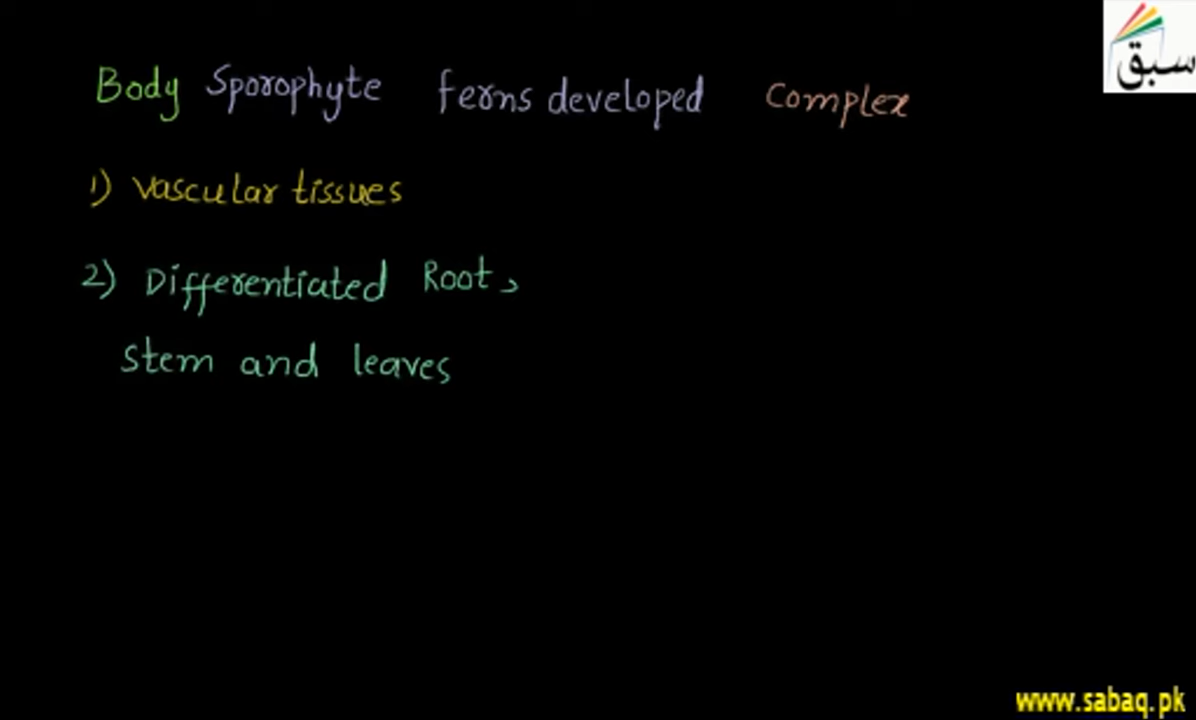 سبق
Body Sporophyte ferns developed Complex
1) Vascular tissues
2) Differentiated Root,
Stem and leaves
www.sabaq.pk